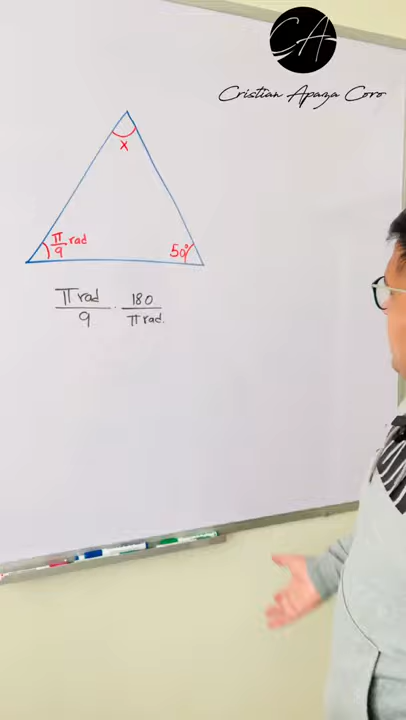 CA
Cristian Apaza Coro
x
π/9 rad
50°
π rad/9 · 180/π rad.